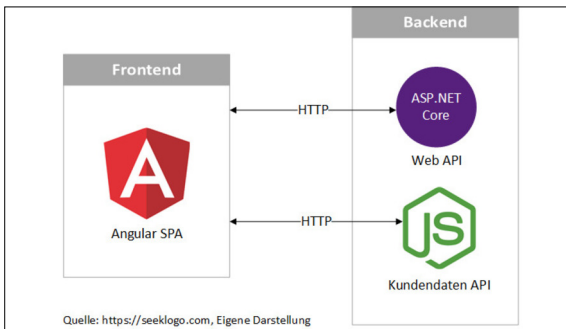 Backend
Frontend
ASP.NET
Core
HTTP
Web API
A
JS
HTTP
Angular SPA
Kundendaten API
Quelle: https://seeklogo.com, Eigene Darstellung